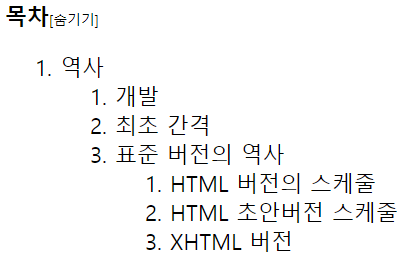 목차[숨기기]
1. 역사
1. 개발
2. 최초 간격
3. 표준 버전의 역사
1. HTML 버전의 스케줄
2. HTML 초안버전 스케줄
3. XHTML 버전